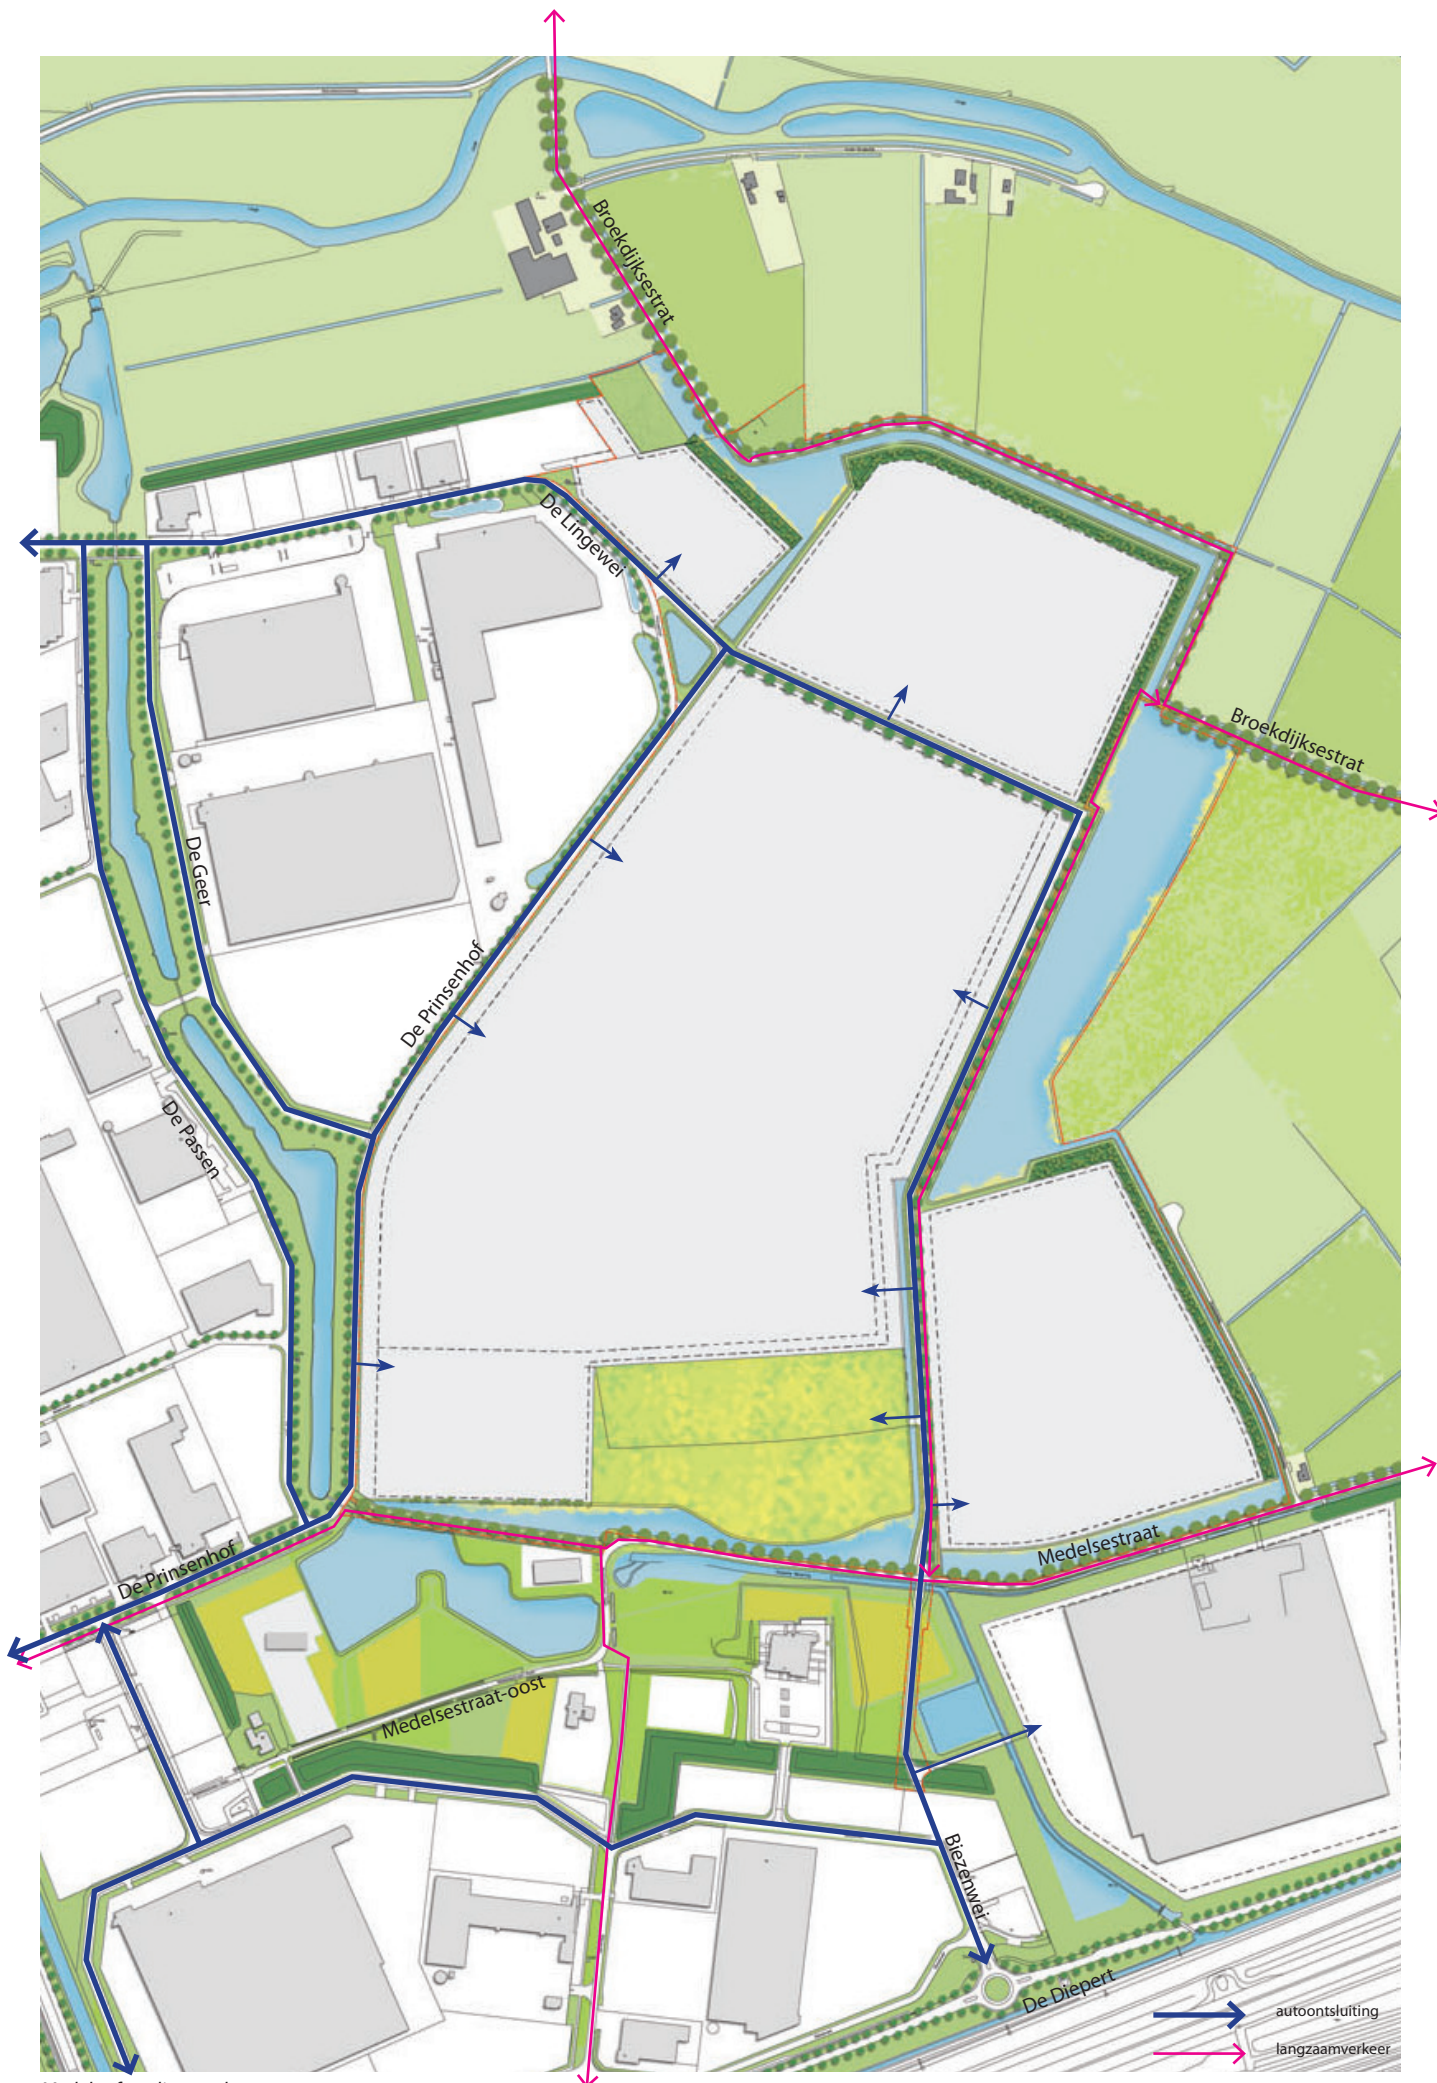 Broekdijksestrat
De Lingewei
Broekdijksestrat
De Geer
De Prinsenhof
De Passen
De Prinsenhof
Medelsestraat
Medelsestraat-oost
Biezenwei
De Diepert
autoontsluiting
langzaamverkeer